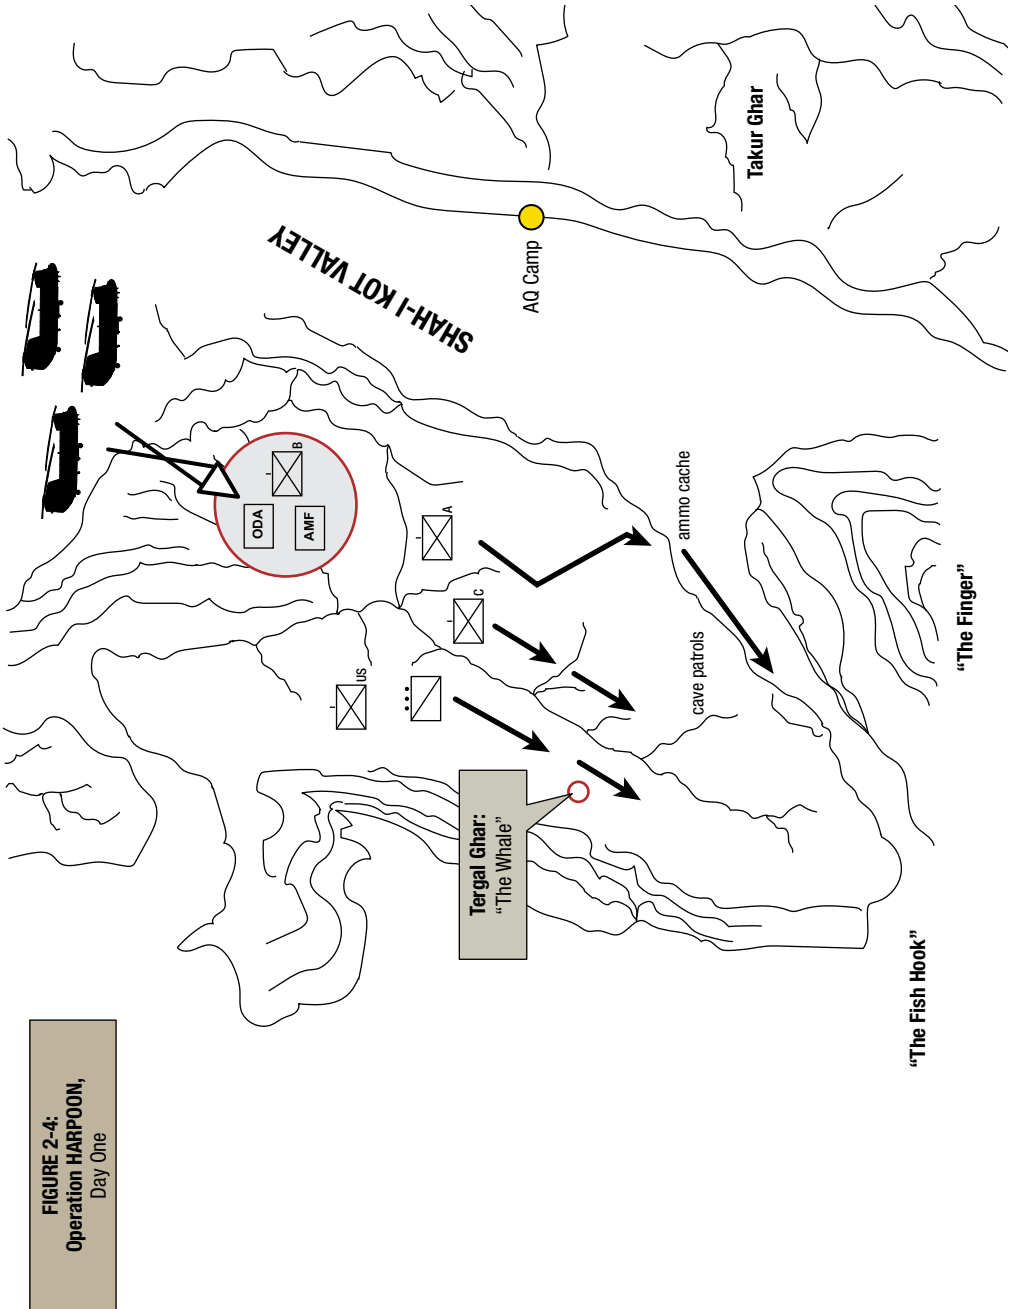 FIGURE 2-4:
Operation HARPOON,
Day One
Tergal Ghar:
“The Whale”
US
C
A
B
ODA
AMF
SHAH-I KOT VALLEY
AQ Camp
Takur Ghar
ammo cache
cave patrols
“The Finger”
“The Fish Hook”